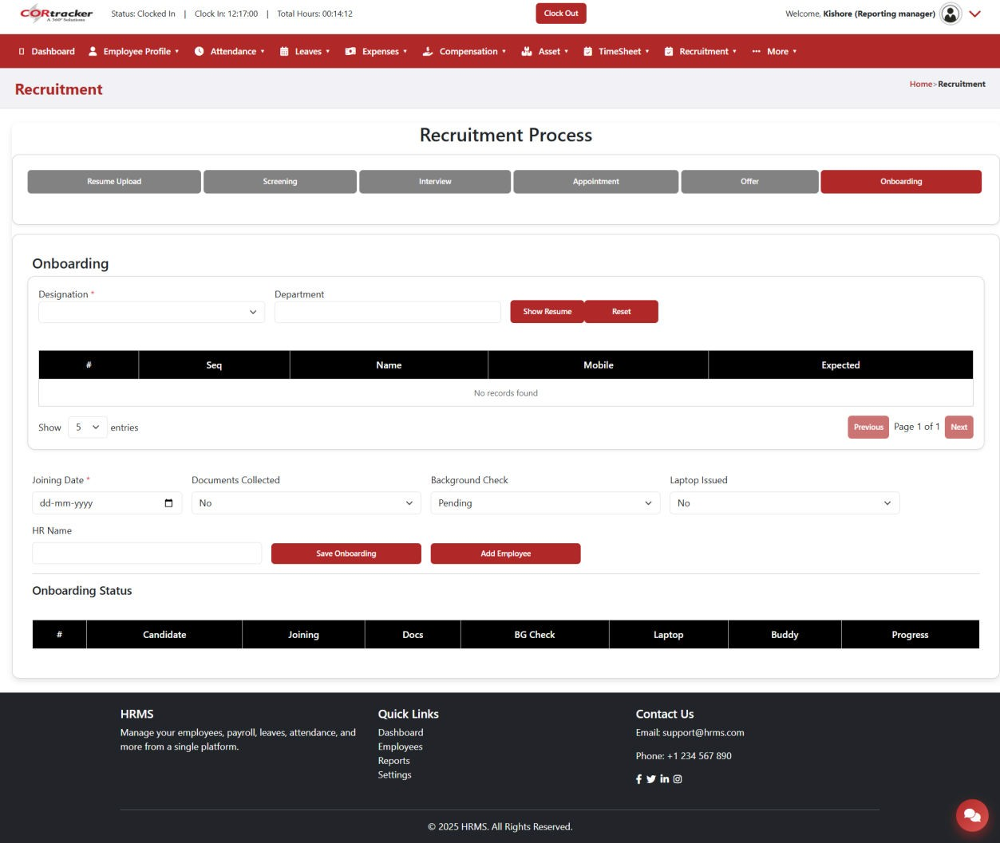 CORtracker
A 360° Solutions
Status: Clocked In | Clock In: 12:17:00 | Total Hours: 00:14:12
Clock Out
Welcome, Kishore (Reporting manager)
Dashboard Employee Profile Attendance Leaves Expenses Compensation Asset TimeSheet Recruitment More
Recruitment
Home>Recruitment
Recruitment Process
Resume Upload Screening Interview Appointment Offer Onboarding
Onboarding
Designation * Department
Show Resume Reset
# Seq Name Mobile Expected
No records found
Show 5 entries
Previous Page 1 of 1 Next
Joining Date * Documents Collected Background Check Laptop Issued
dd-mm-yyyy No Pending No
HR Name
Save Onboarding Add Employee
Onboarding Status
# Candidate Joining Docs BG Check Laptop Buddy Progress
HRMS
Manage your employees, payroll, leaves, attendance, and
more from a single platform.
Quick Links
Dashboard
Employees
Reports
Settings
Contact Us
Email: support@hrms.com
Phone: +1 234 567 890
© 2025 HRMS. All Rights Reserved.